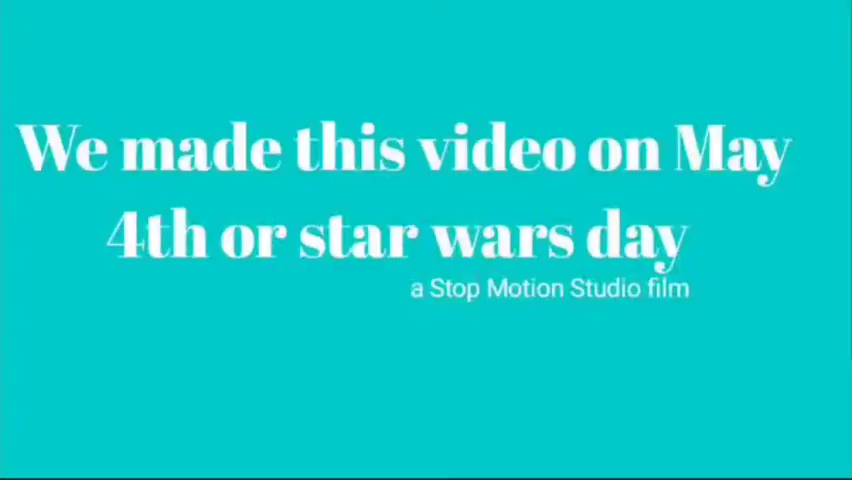 We made this video on May
4th or star wars day
a Stop Motion Studio film